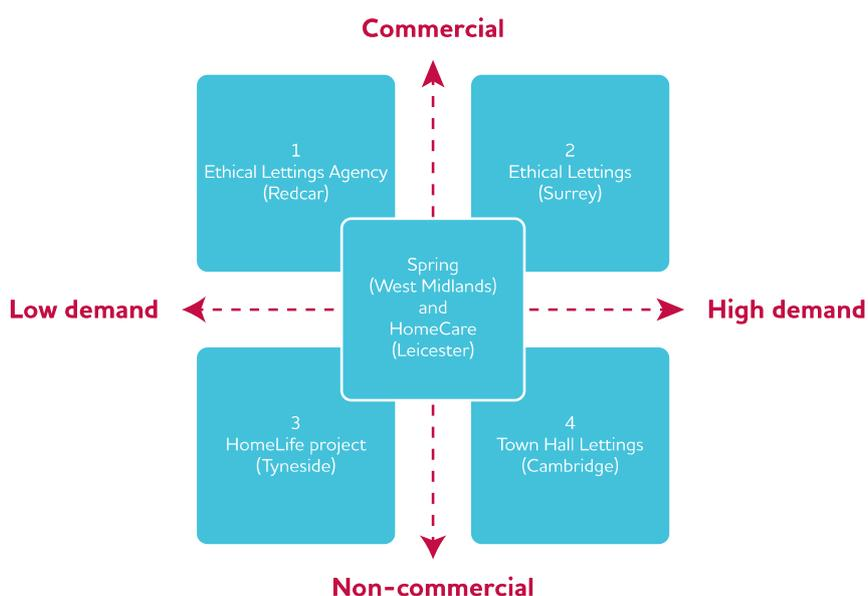 Commercial
1
Ethical Lettings Agency
(Redcar)
2
Ethical Lettings
(Surrey)
Spring
(West Midlands)
and
HomeCare
(Leicester)
Low demand
High demand
3
HomeLife project
(Tyneside)
4
Town Hall Lettings
(Cambridge)
Non-commercial